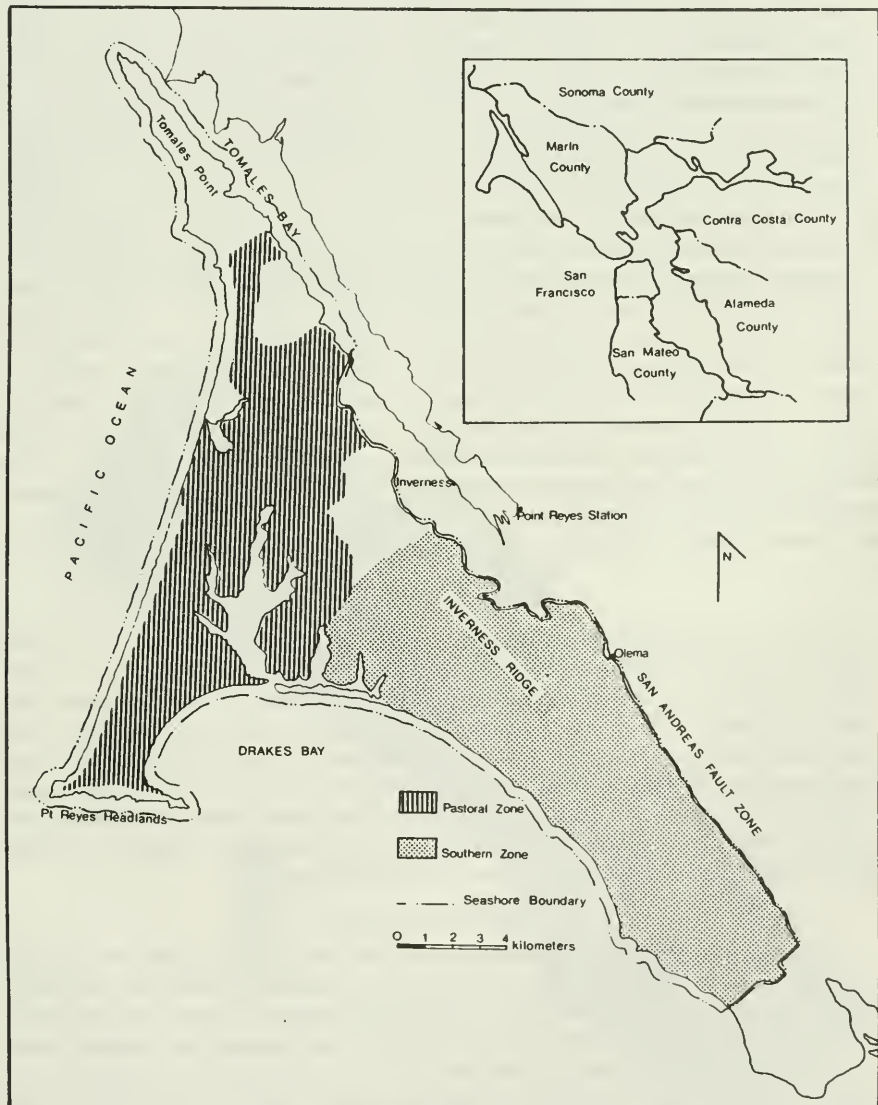 Tomales Point
TOMALES BAY
PACIFIC OCEAN
Inverness
Point Reyes Station
N
INVERNESS RIDGE
Olema
SAN ANDREAS FAULT ZONE
DRAKES BAY
Pt Reyes Headlands
Pastoral Zone
Southern Zone
Seashore Boundary
0 1 2 3 4
kilometers
Sonoma County
Marin
County
Contra Costa County
San
Francisco
Alameda
County
San Mateo
County